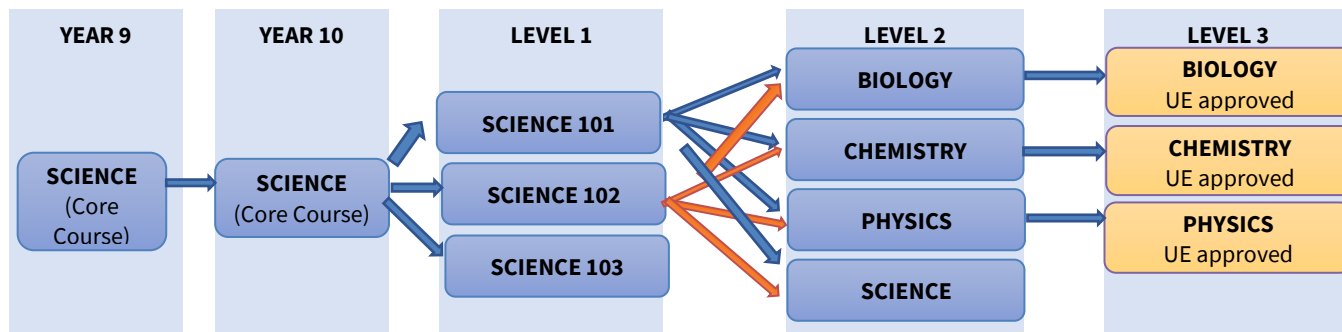 YEAR 9
YEAR 10
LEVEL 1
LEVEL 2
LEVEL 3
SCIENCE
(Core
Course)
SCIENCE
(Core Course)
SCIENCE 101
SCIENCE 102
SCIENCE 103
BIOLOGY
CHEMISTRY
PHYSICS
SCIENCE
BIOLOGY
UE approved
CHEMISTRY
UE approved
PHYSICS
UE approved